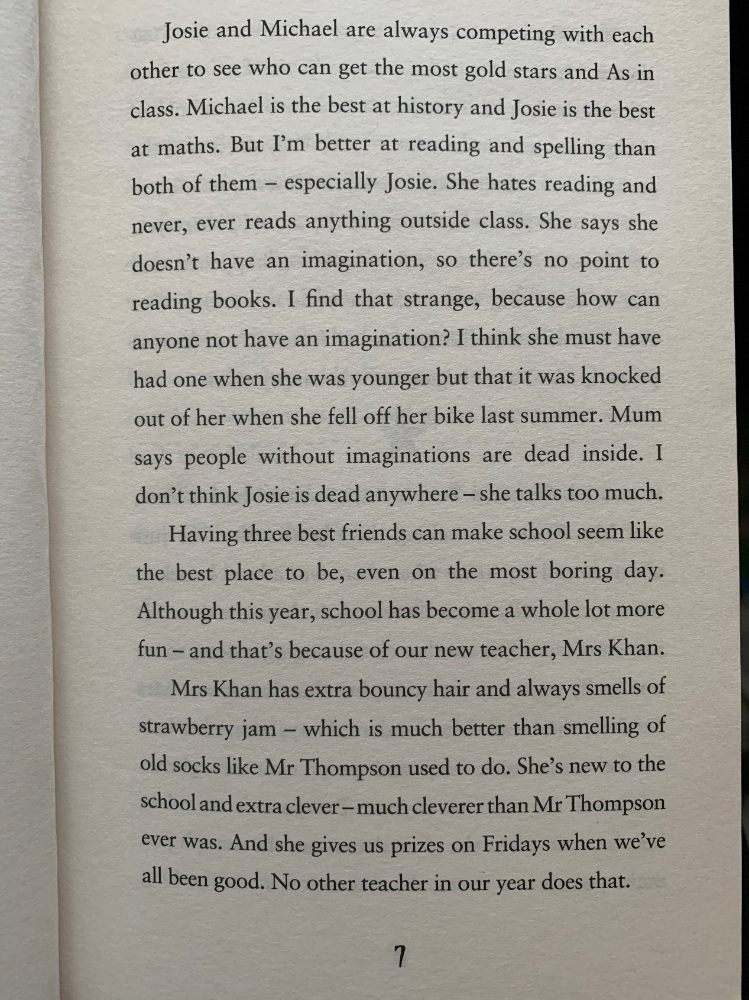 Josie and Michael are always competing with each
other to see who can get the most gold stars and As in
class. Michael is the best at history and Josie is the best
at maths. But I’m better at reading and spelling than
both of them – especially Josie. She hates reading and
never, ever reads anything outside class. She says she
doesn’t have an imagination, so there’s no point to
reading books. I find that strange, because how can
anyone not have an imagination? I think she must have
had one when she was younger but that it was knocked
out of her when she fell off her bike last summer. Mum
says people without imaginations are dead inside. I
don’t think Josie is dead anywhere – she talks too much.
Having three best friends can make school seem like
the best place to be, even on the most boring day.
Although this year, school has become a whole lot more
fun – and that’s because of our new teacher, Mrs Khan.
Mrs Khan has extra bouncy hair and always smells of
strawberry jam – which is much better than smelling of
old socks like Mr Thompson used to do. She’s new to the
school and extra clever – much cleverer than Mr Thompson
ever was. And she gives us prizes on Fridays when we’ve
all been good. No other teacher in our year does that.
7